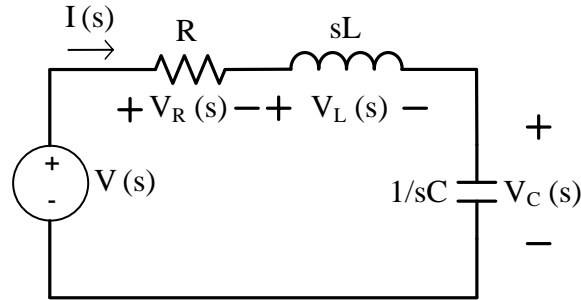 I (s)
R
sL
+ V_R (s) − + V_L (s) −
+
V (s)
-
1/sC
+
V_C (s)
−